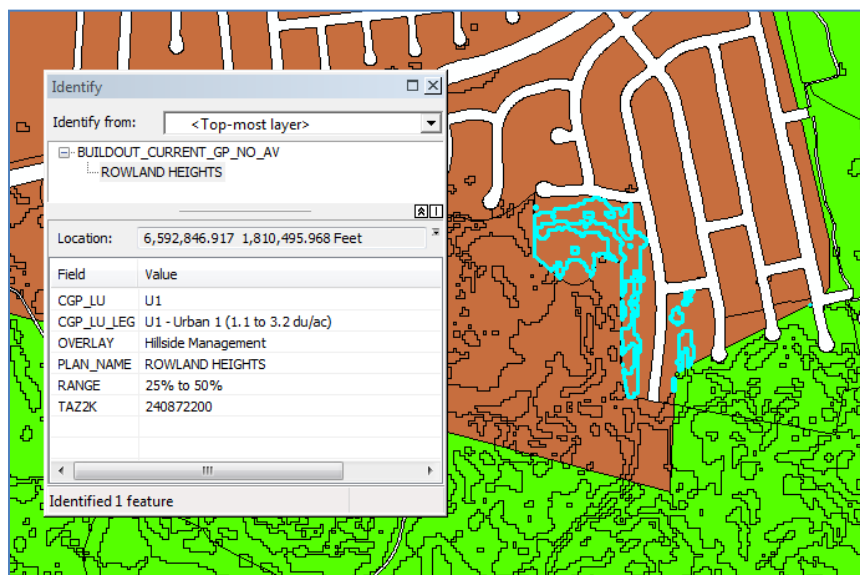 Identify
Identify from: <Top-most layer>
BUILDOUT_CURRENT_GP_NO_AV
ROWLAND HEIGHTS
Location: 6,592,846.917 1,810,495.968 Feet
Field Value
CGP_LU U1
CGP_LU_LEG U1 - Urban 1 (1.1 to 3.2 du/ac)
OVERLAY Hillside Management
PLAN_NAME ROWLAND HEIGHTS
RANGE 25% to 50%
TAZ2K 240872200
Identified 1 feature